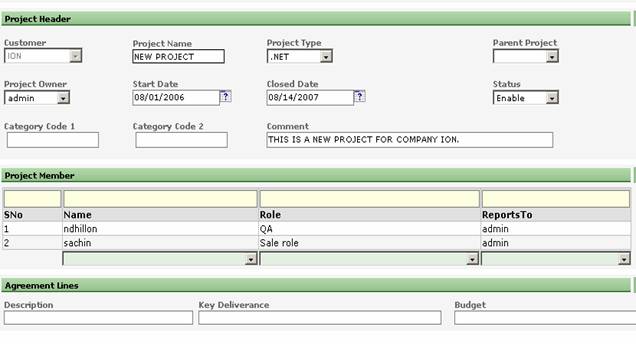 Project Header
Customer Project Name Project Type Parent Project
ION NEW PROJECT .NET
Project Owner Start Date Closed Date Status
admin 08/01/2006 ? 08/14/2007 ? Enable
Category Code 1 Category Code 2 Comment
THIS IS A NEW PROJECT FOR COMPANY ION.
Project Member
SNo Name Role ReportsTo
1 ndhillon QA admin
2 sachin Sale role admin
Agreement Lines
Description Key Deliverance Budget